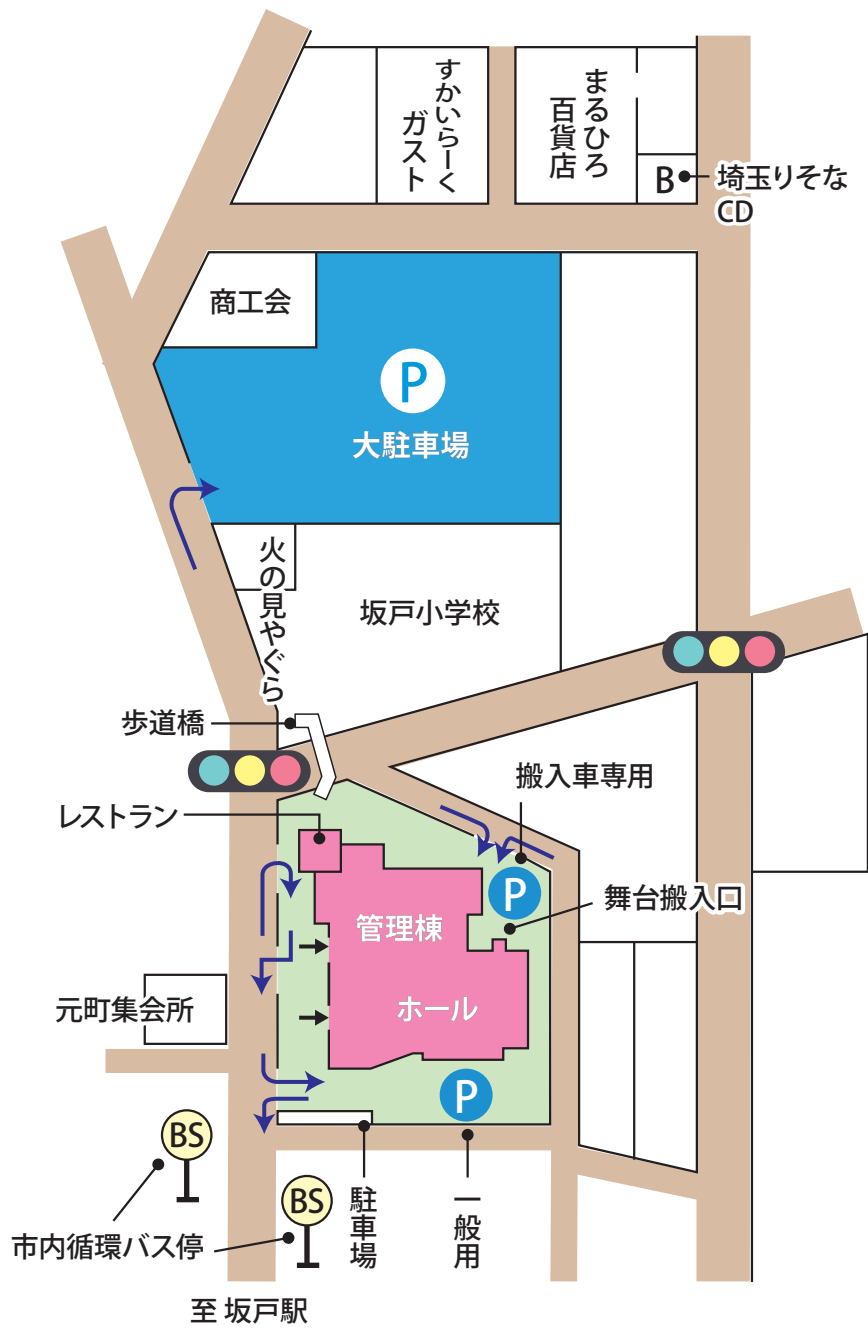 すかいらーく
ガスト
まるひろ
百貨店
B
埼玉りそな
CD
商工会
P
大駐車場
火の見やぐら
坂戸小学校
歩道橋
搬入車専用
レストラン
P
舞台搬入口
管理棟
ホール
元町集会所
P
BS
BS
駐車場
一般用
市内循環バス停
至 坂戸駅